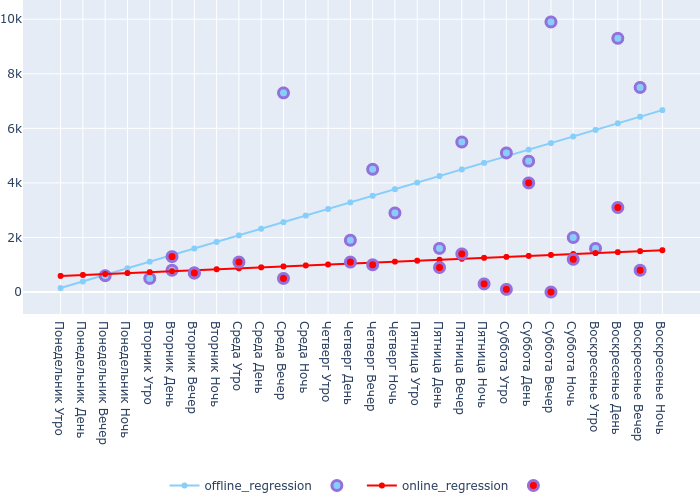 10k
8k
6k
4k
2k
0
Понедельник Утро
Понедельник День
Понедельник Вечер
Понедельник Ночь
Вторник Утро
Вторник День
Вторник Вечер
Вторник Ночь
Среда Утро
Среда День
Среда Вечер
Среда Ночь
Четверг Утро
Четверг День
Четверг Вечер
Четверг Ночь
Пятница Утро
Пятница День
Пятница Вечер
Пятница Ночь
Суббота Утро
Суббота День
Суббота Вечер
Суббота Ночь
Воскресенье Утро
Воскресенье День
Воскресенье Вечер
Воскресенье Ночь
offline_regression
online_regression